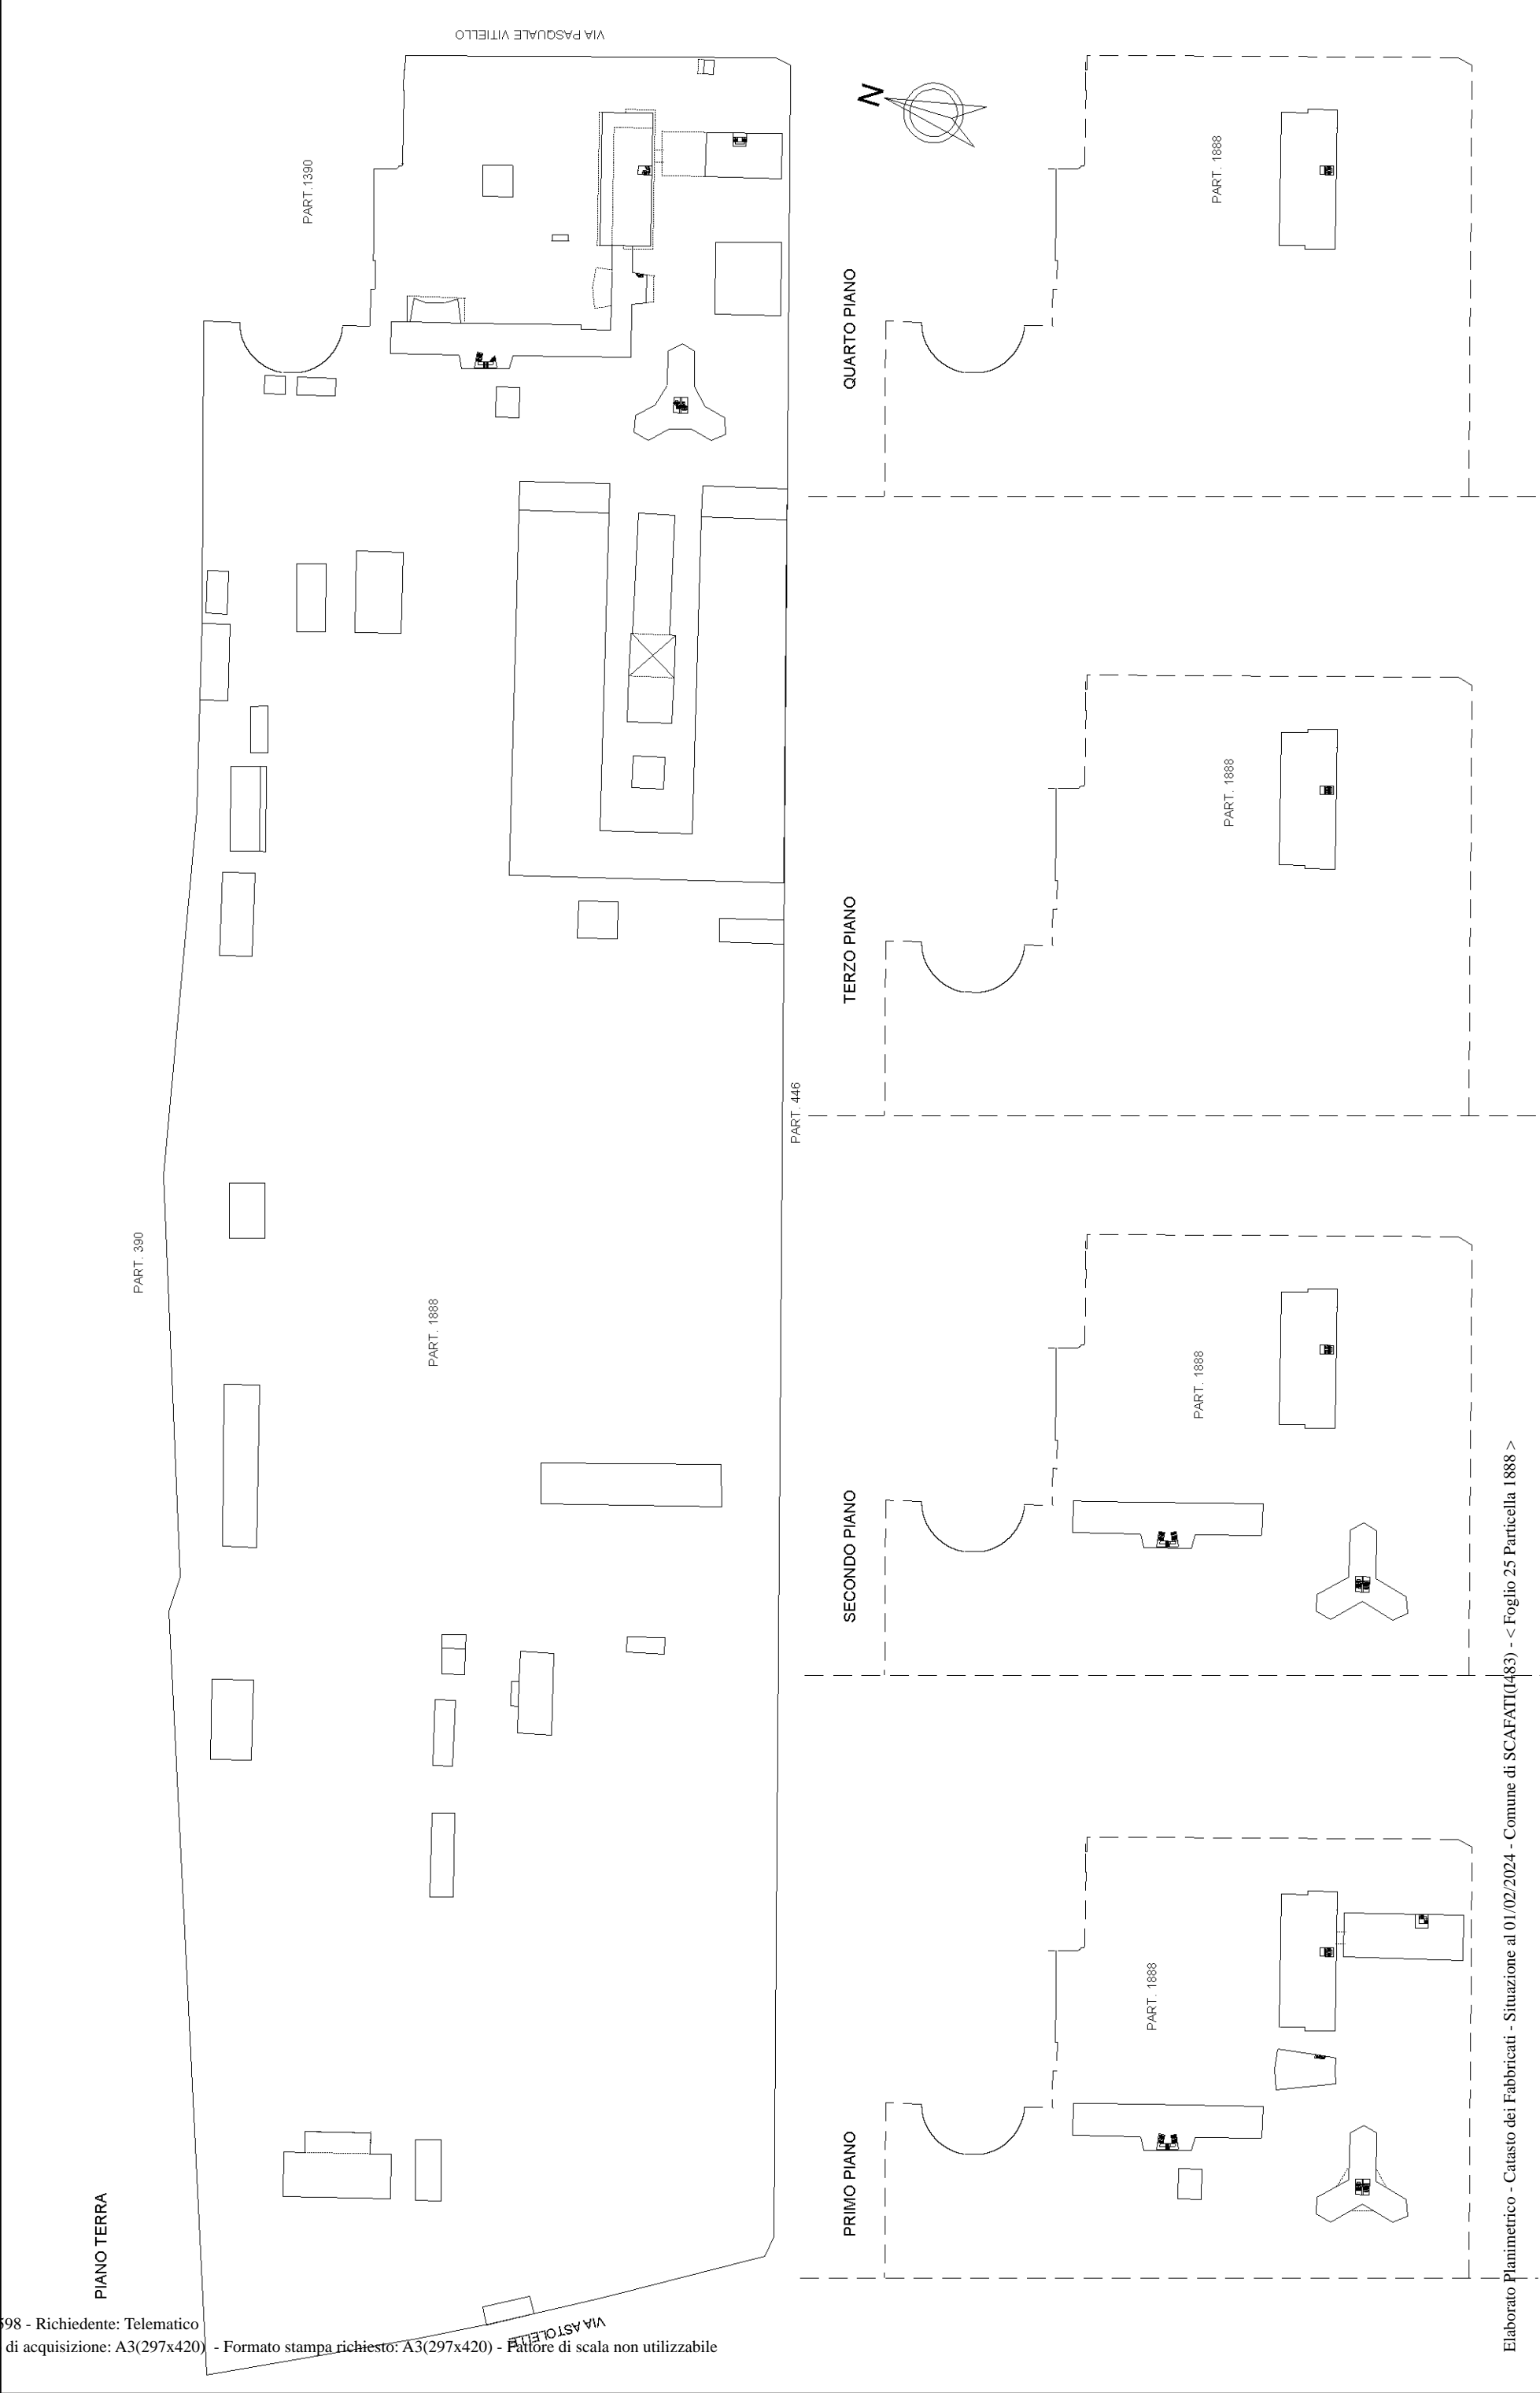 VIA PASQUALE VITIELLO
PART.1390
N
PART. 1888
QUARTO PIANO
PART. 1888
TERZO PIANO
PART. 446
PART. 390
PART. 1888
PART. 1888
SECONDO PIANO
PART. 1888
PRIMO PIANO
PIANO TERRA
VIA ASTOLELLE
598 - Richiedente: Telematico
di acquisizione: A3(297x420) - Formato stampa richiesto: A3(297x420) - Fattore di scala non utilizzabile
Elaborato Planimetrico - Catasto dei Fabbricati - Situazione al 01/02/2024 - Comune di SCAFATI(I483) - < Foglio 25 Particella 1888 >